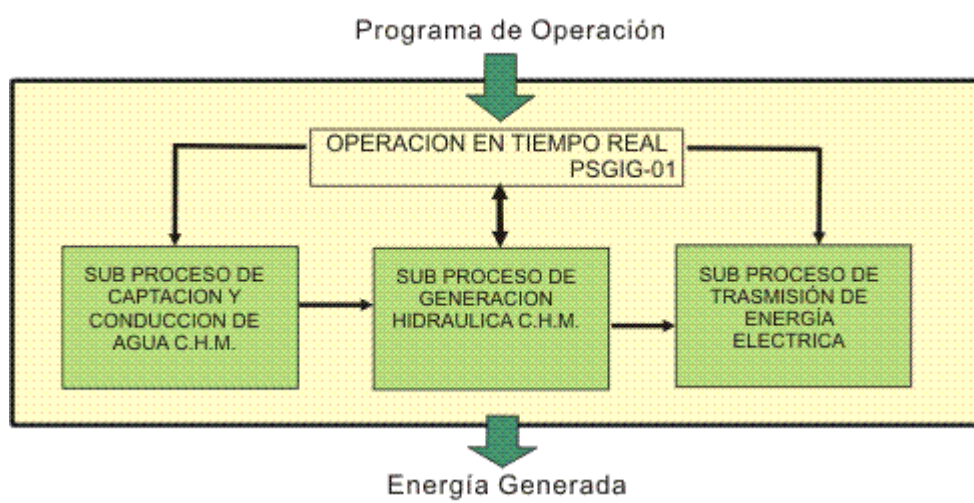 Programa de Operación
OPERACION EN TIEMPO REAL
PSGIG-01
SUB PROCESO DE
CAPTACION Y
CONDUCCION DE
AGUA C.H.M.
SUB PROCESO DE
GENERACION
HIDRAULICA C.H.M.
SUB PROCESO DE
TRASMISIÓN DE
ENERGÍA
ELECTRICA
Energía Generada